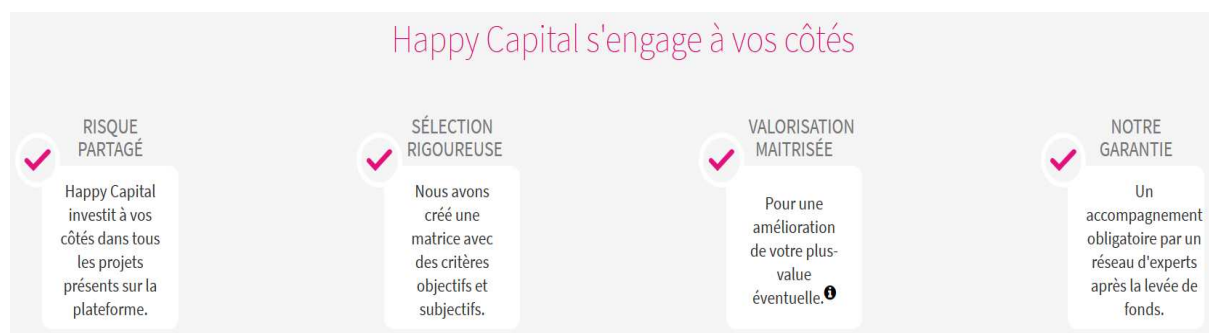 Happy Capital s'engage à vos côtés
RISQUE
PARTAGÉ
Happy Capital
investit à vos
côtés dans tous
les projets
présents sur la
plateforme.
SÉLECTION
RIGOUREUSE
Nous avons
créé une
matrice avec
des critères
objectifs et
subjectifs.
VALORISATION
MAITRISÉE
Pour une
amélioration
de votre plus-
value
éventuelle.
NOTRE
GARANTIE
Un
accompagnement
obligatoire par un
réseau d'experts
après la levée de
fonds.